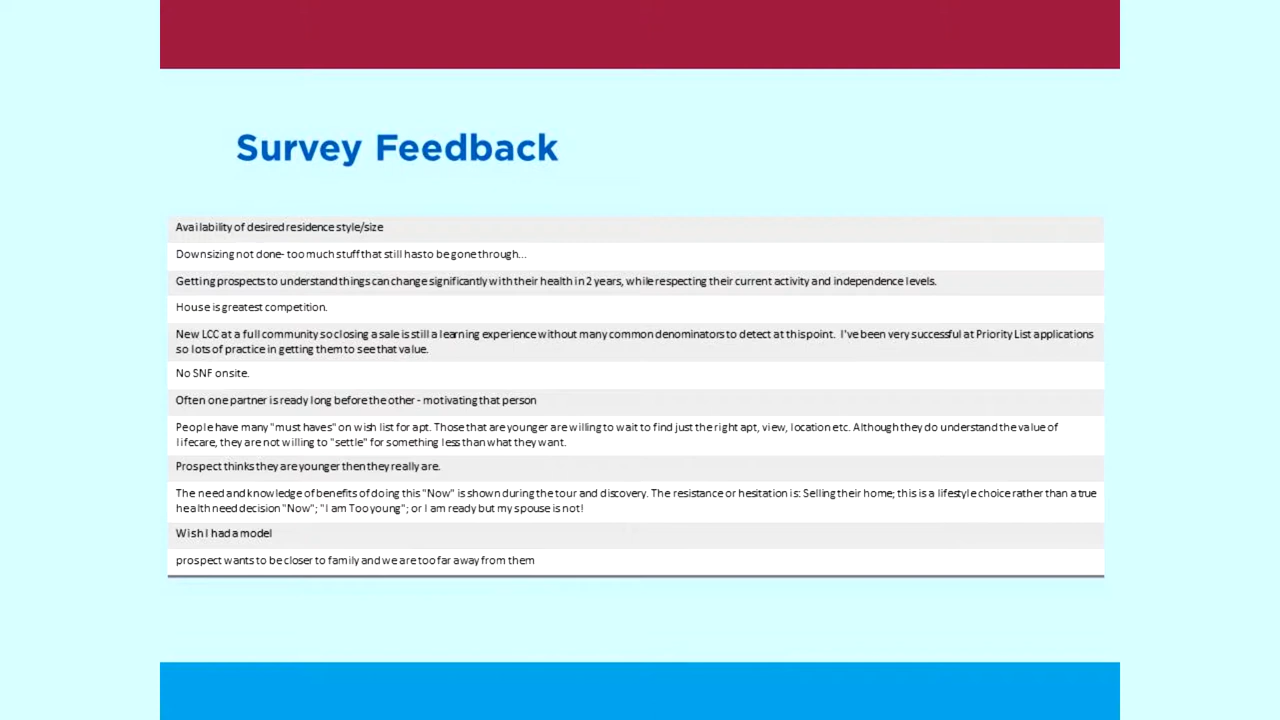 Survey Feedback
Availability of desired residence style/size
Downsizing not done- too much stuff that still has to be gone through...
Getting prospects to understand things can change significantly with their health in 2 years, while respecting their current activity and independence levels.
House is greatest competition.
New LCC at a full community so closing a sale is still a learning experience without many common denominators to detect at this point.  I've been very successful at Priority List applications
so lots of practice in getting them to see that value.
No SNF onsite.
Often one partner is ready long before the other - motivating that person
People have many "must haves" on wish list for apt. Those that are younger are willing to wait to find just the right apt, view, location etc. Although they do understand the value of
lifecare, they are not willing to "settle" for something less than what they want.
Prospect thinks they are younger then they really are.
The need and knowledge of benefits of doing this "Now" is shown during the tour and discovery. The resistance or hesitation is: Selling their home; this is a lifestyle choice rather than a true
health need decision "Now"; "I am Too young"; or I am ready but my spouse is not!
Wish I had a model
prospect wants to be closer to family and we are too far away from them